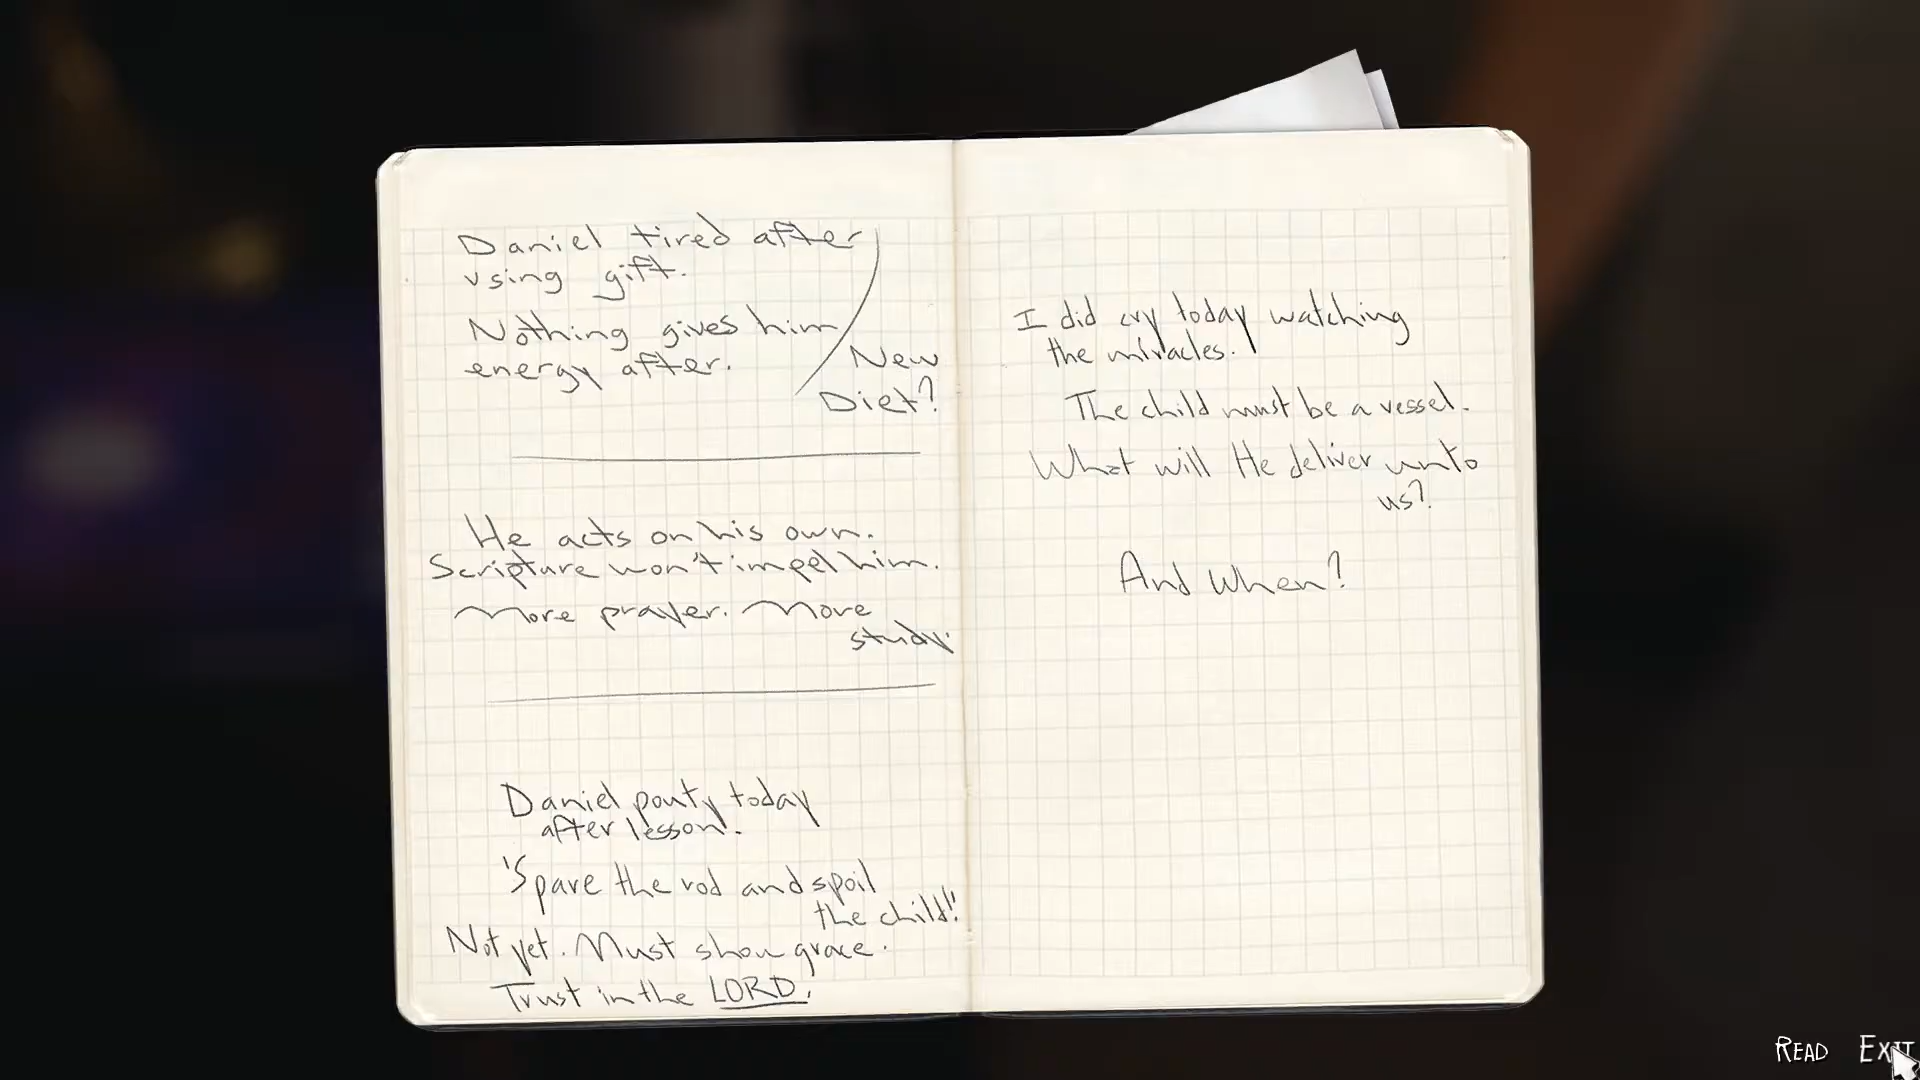 Daniel tired after
using gift.
Nothing gives him
energy after.
New
Diet?
He acts on his own.
Scripture won't impel him.
More prayer. More
study.
Daniel pouty today
after lesson.
'Spare the rod and spoil
the child!'
Not yet. Must show grace.
Trust in the LORD.
I did cry today watching
the miracles.
The child must be a vessel.
What will He deliver unto
us?
And When?
READ EXIT